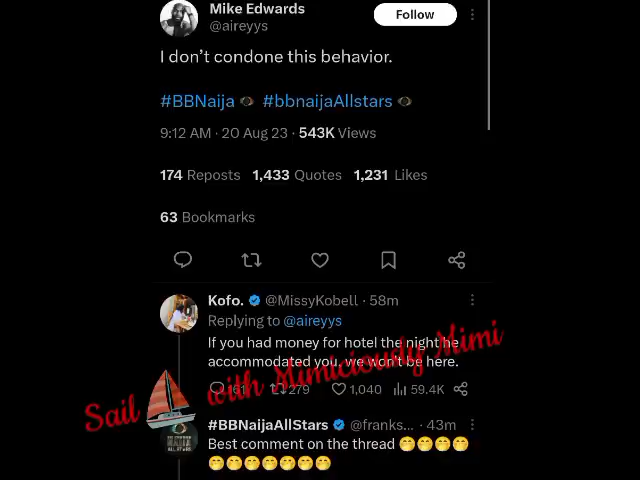 Mike Edwards
@aireyys
Follow
I don't condone this behavior.
#BBNaija #bbnaijaAllstars
9:12 AM · 20 Aug 23 · 543K Views
174 Reposts 1,433 Quotes 1,231 Likes
63 Bookmarks
Kofo. @MissyKobell · 58m
Replying to @aireyys
If you had money for hotel the night he
accommodated you, we won't be here.
279 1,040 59.4K
Sail with Mimiciously Mimi
#BBNaijaAllStars @franks... · 43m
Best comment on the thread 🤭🤭🤭🤭
🤭🤭🤭🤭🤭🤭🤭